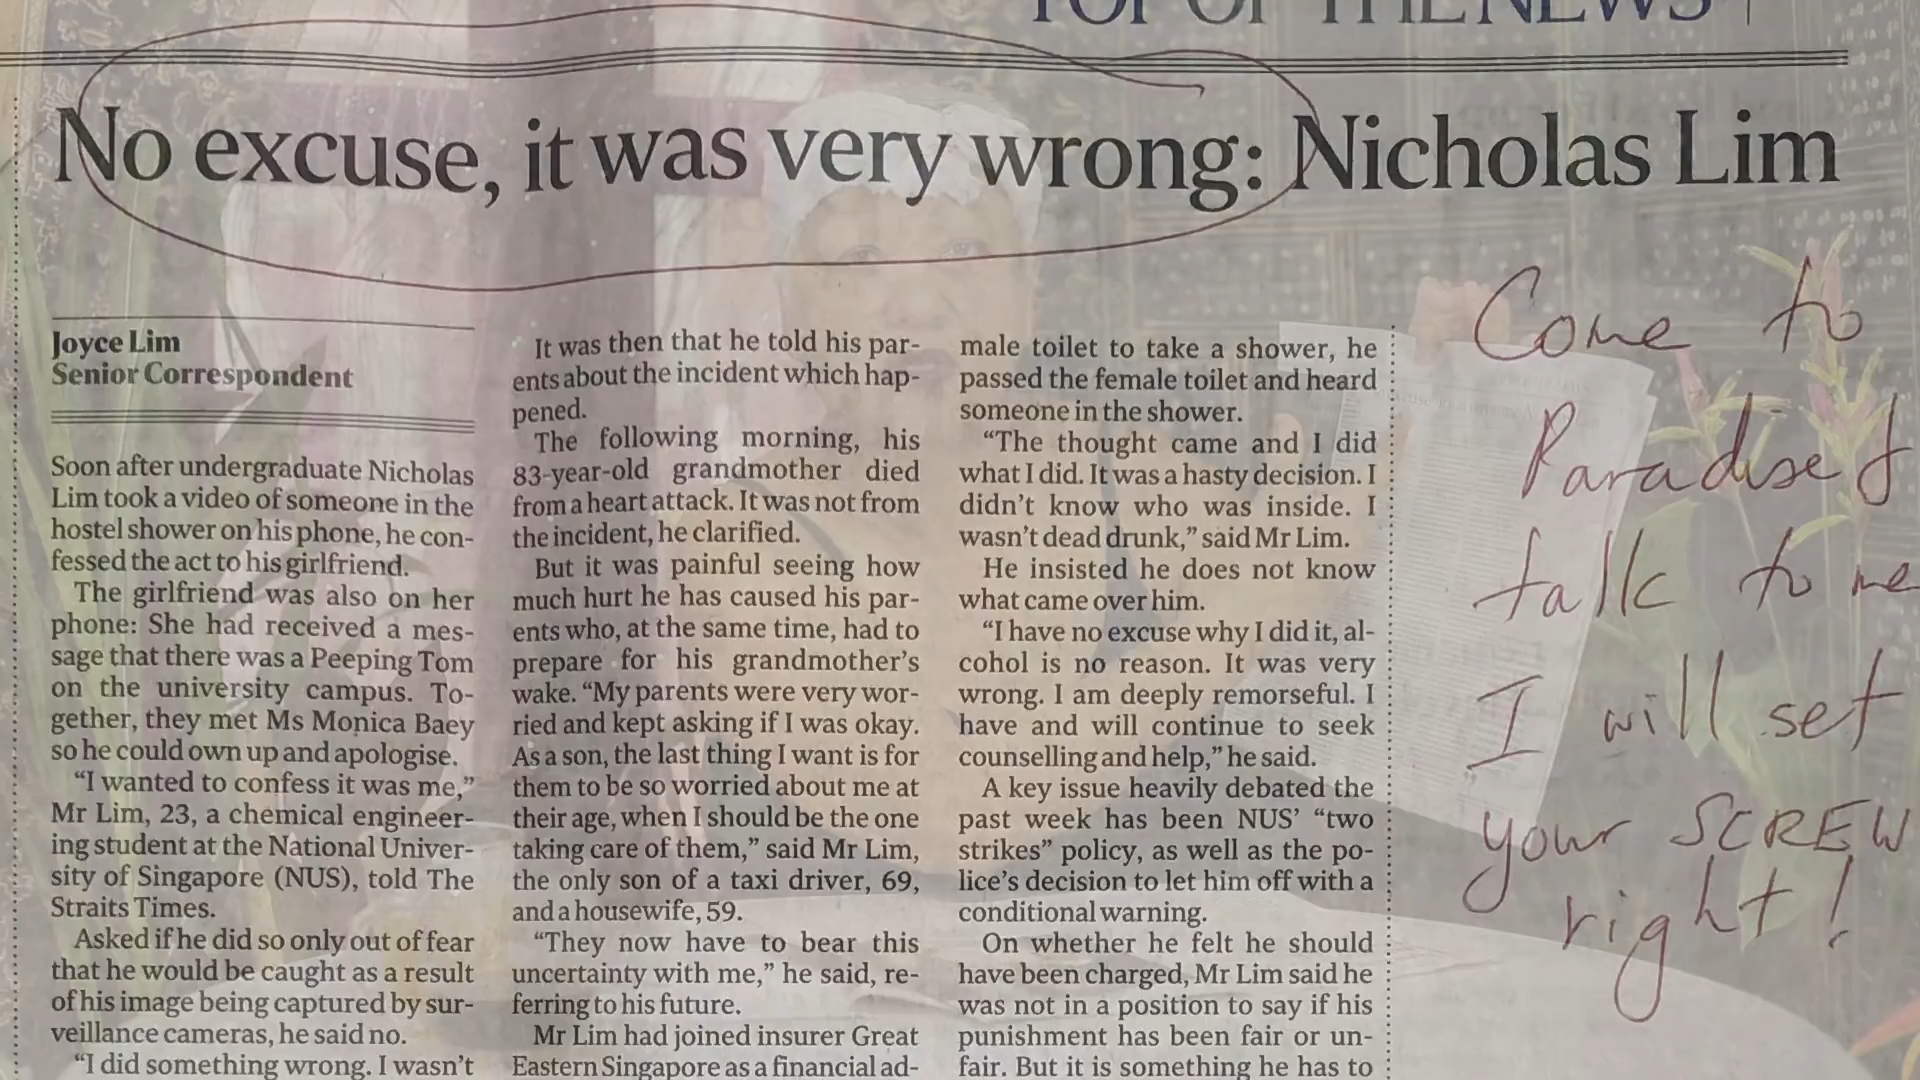 TOP OF THE NEWS
No excuse, it was very wrong: Nicholas Lim
Joyce Lim
Senior Correspondent
Soon after undergraduate Nicholas
Lim took a video of someone in the
hostel shower on his phone, he con-
fessed the act to his girlfriend.
The girlfriend was also on her
phone: She had received a mes-
sage that there was a Peeping Tom
on the university campus. To-
gether, they met Ms Monica Baey
so he could own up and apologise.
“I wanted to confess it was me,”
Mr Lim, 23, a chemical engineer-
ing student at the National Univer-
sity of Singapore (NUS), told The
Straits Times.
Asked if he did so only out of fear
that he would be caught as a result
of his image being captured by sur-
veillance cameras, he said no.
“I did something wrong. I wasn’t
It was then that he told his par-
ents about the incident which hap-
pened.
The following morning, his
83-year-old grandmother died
from a heart attack. It was not from
the incident, he clarified.
But it was painful seeing how
much hurt he has caused his par-
ents who, at the same time, had to
prepare for his grandmother’s
wake. “My parents were very wor-
ried and kept asking if I was okay.
As a son, the last thing I want is for
them to be so worried about me at
their age, when I should be the one
taking care of them,” said Mr Lim,
the only son of a taxi driver, 69,
and a housewife, 59.
“They now have to bear this
uncertainty with me,” he said, re-
ferring to his future.
Mr Lim had joined insurer Great
Eastern Singapore as a financial ad-
male toilet to take a shower, he
passed the female toilet and heard
someone in the shower.
“The thought came and I did
what I did. It was a hasty decision. I
didn’t know who was inside. I
wasn’t dead drunk,” said Mr Lim.
He insisted he does not know
what came over him.
“I have no excuse why I did it, al-
cohol is no reason. It was very
wrong. I am deeply remorseful. I
have and will continue to seek
counselling and help,” he said.
A key issue heavily debated the
past week has been NUS’ “two
strikes” policy, as well as the po-
lice’s decision to let him off with a
conditional warning.
On whether he felt he should
have been charged, Mr Lim said he
was not in a position to say if his
punishment has been fair or un-
fair. But it is something he has to
Come to
Paradise &
talk to me
I will set
your SCREW
right!